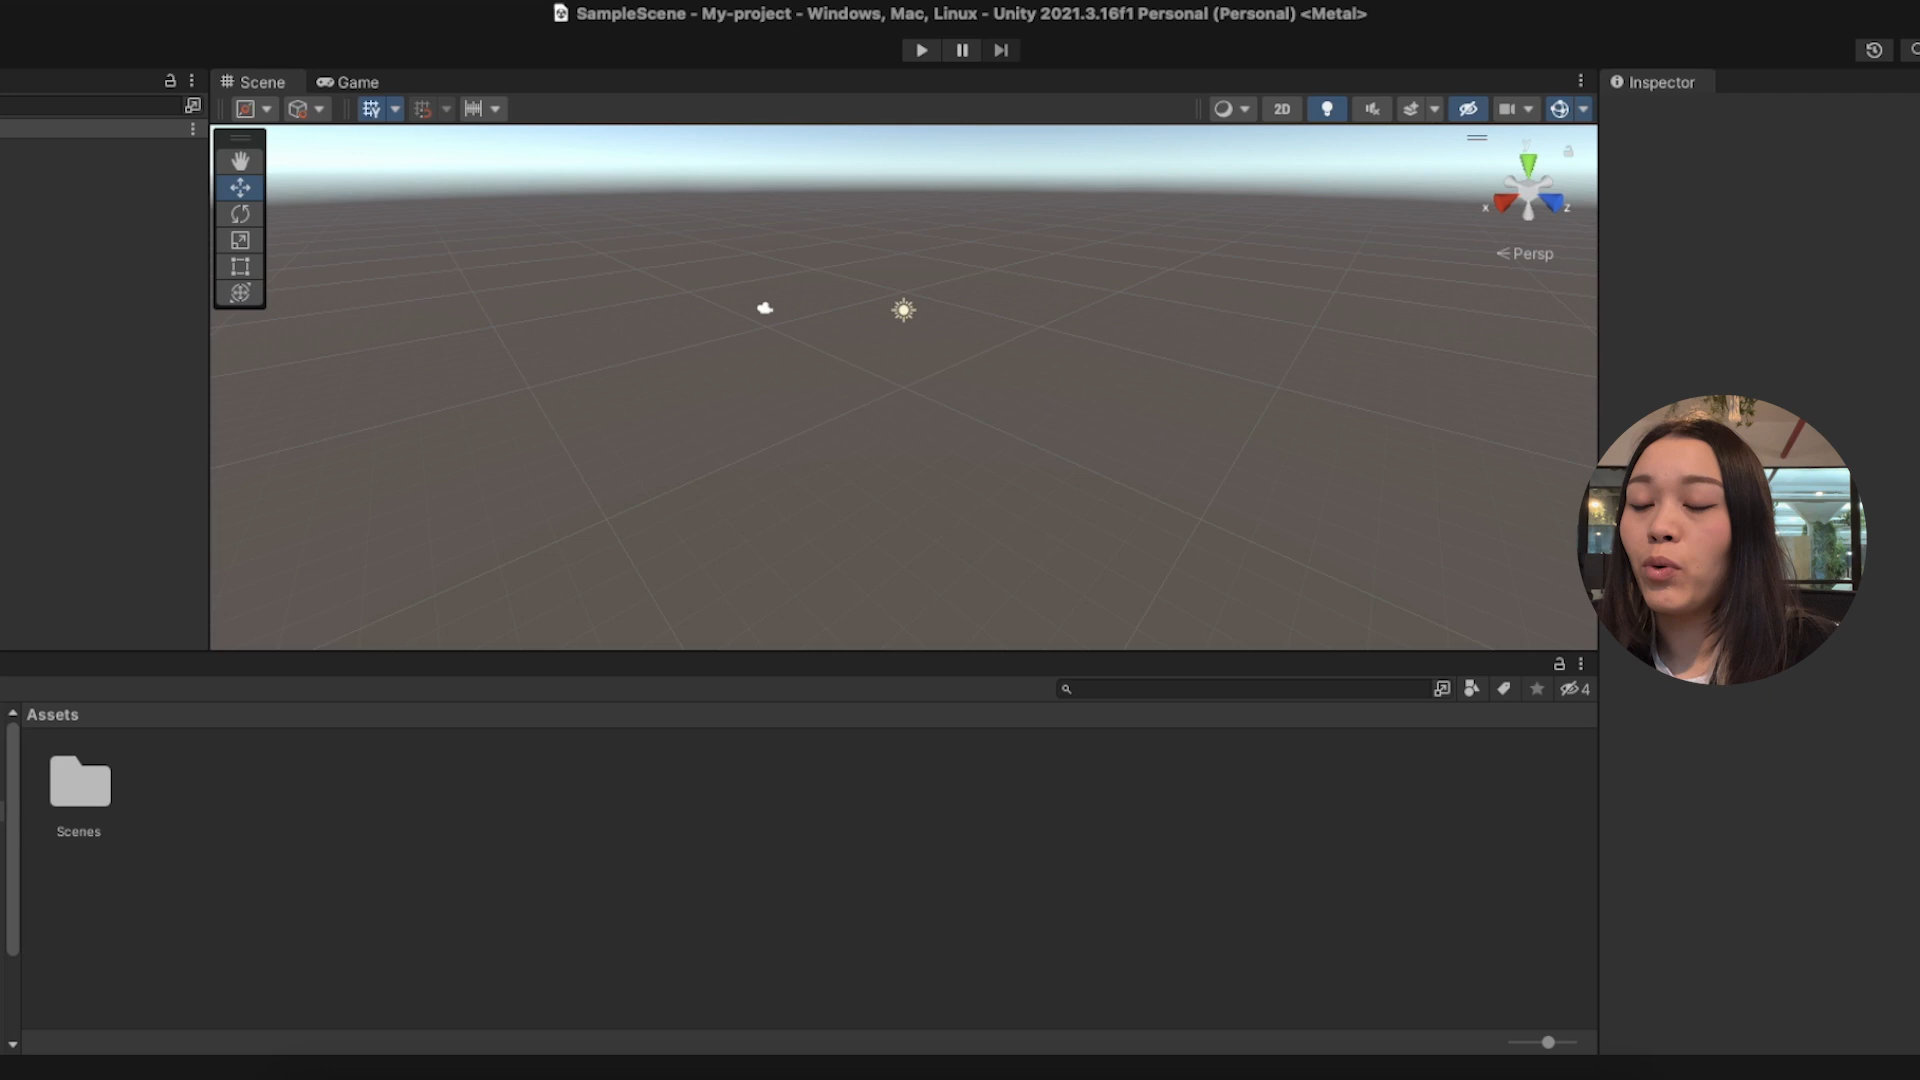 SampleScene - My-project - Windows, Mac, Linux - Unity 2021.3.16f1 Personal (Personal) <Metal>
Scene
Game
Inspector
2D
y
x
z
Persp
4
Assets
Scenes